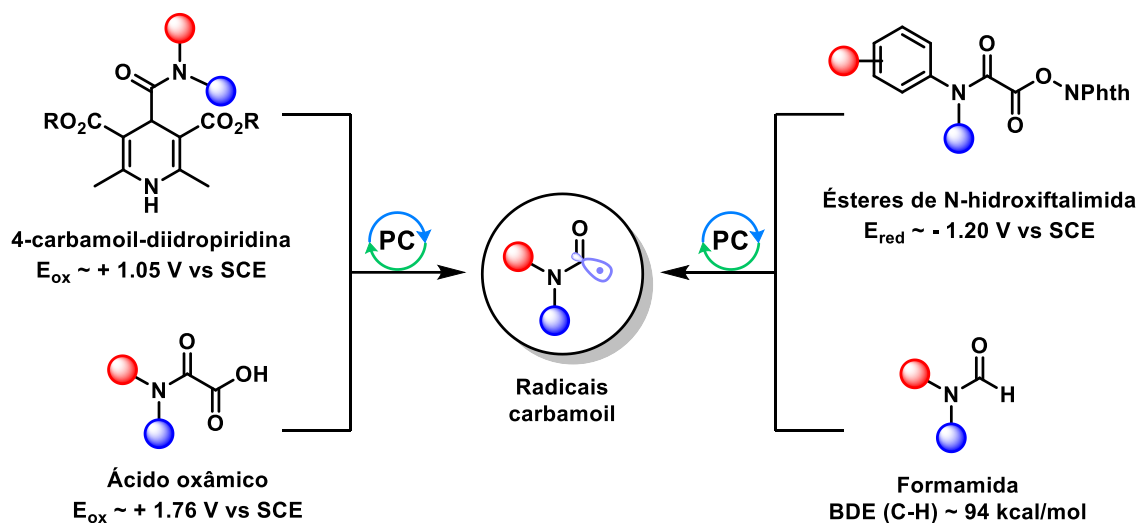 O
N
RO₂C
CO₂R
N
H
4-carbamoil-diidropiridina
Eox ~ + 1.05 V vs SCE
O
N
OH
O
Ácido oxâmico
Eox ~ + 1.76 V vs SCE
PC
O
N
Radicais
carbamoil
PC
O
N
O
NPhth
O
Ésteres de N-hidroxiftalimida
Ered ~ - 1.20 V vs SCE
O
N
H
Formamida
BDE (C-H) ~ 94 kcal/mol